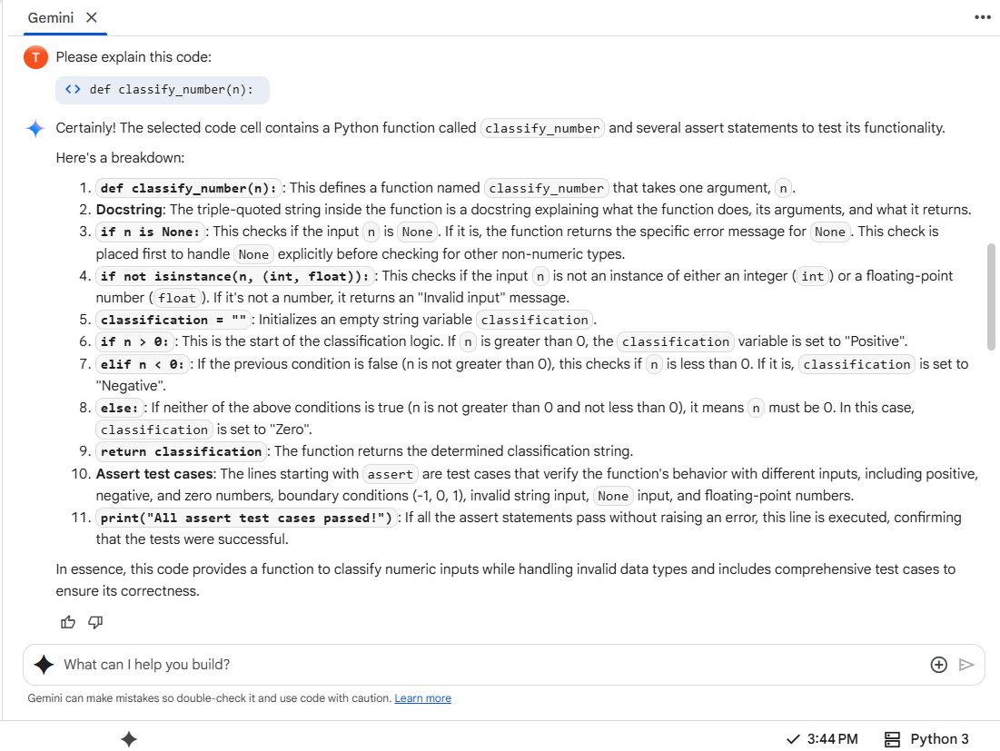 Gemini
T
Please explain this code:
<> def classify_number(n):
Certainly! The selected code cell contains a Python function called classify_number and several assert statements to test its functionality.
Here's a breakdown:
1. def classify_number(n): : This defines a function named classify_number that takes one argument, n .
2. Docstring: The triple-quoted string inside the function is a docstring explaining what the function does, its arguments, and what it returns.
3. if n is None: : This checks if the input n is None . If it is, the function returns the specific error message for None . This check is
placed first to handle None explicitly before checking for other non-numeric types.
4. if not isinstance(n, (int, float)): : This checks if the input n is not an instance of either an integer ( int ) or a floating-point
number ( float ). If it's not a number, it returns an "Invalid input" message.
5. classification = "" : Initializes an empty string variable classification .
6. if n > 0: : This is the start of the classification logic. If n is greater than 0, the classification variable is set to "Positive".
7. elif n < 0: : If the previous condition is false (n is not greater than 0), this checks if n is less than 0. If it is, classification is set to
"Negative".
8. else: : If neither of the above conditions is true (n is not greater than 0 and not less than 0), it means n must be 0. In this case,
classification is set to "Zero".
9. return classification : The function returns the determined classification string.
10. Assert test cases: The lines starting with assert are test cases that verify the function's behavior with different inputs, including positive,
negative, and zero numbers, boundary conditions (-1, 0, 1), invalid string input, None input, and floating-point numbers.
11. print("All assert test cases passed!") : If all the assert statements pass without raising an error, this line is executed, confirming
that the tests were successful.
In essence, this code provides a function to classify numeric inputs while handling invalid data types and includes comprehensive test cases to
ensure its correctness.
What can I help you build?
Gemini can make mistakes so double-check it and use code with caution. Learn more
3:44 PM
Python 3